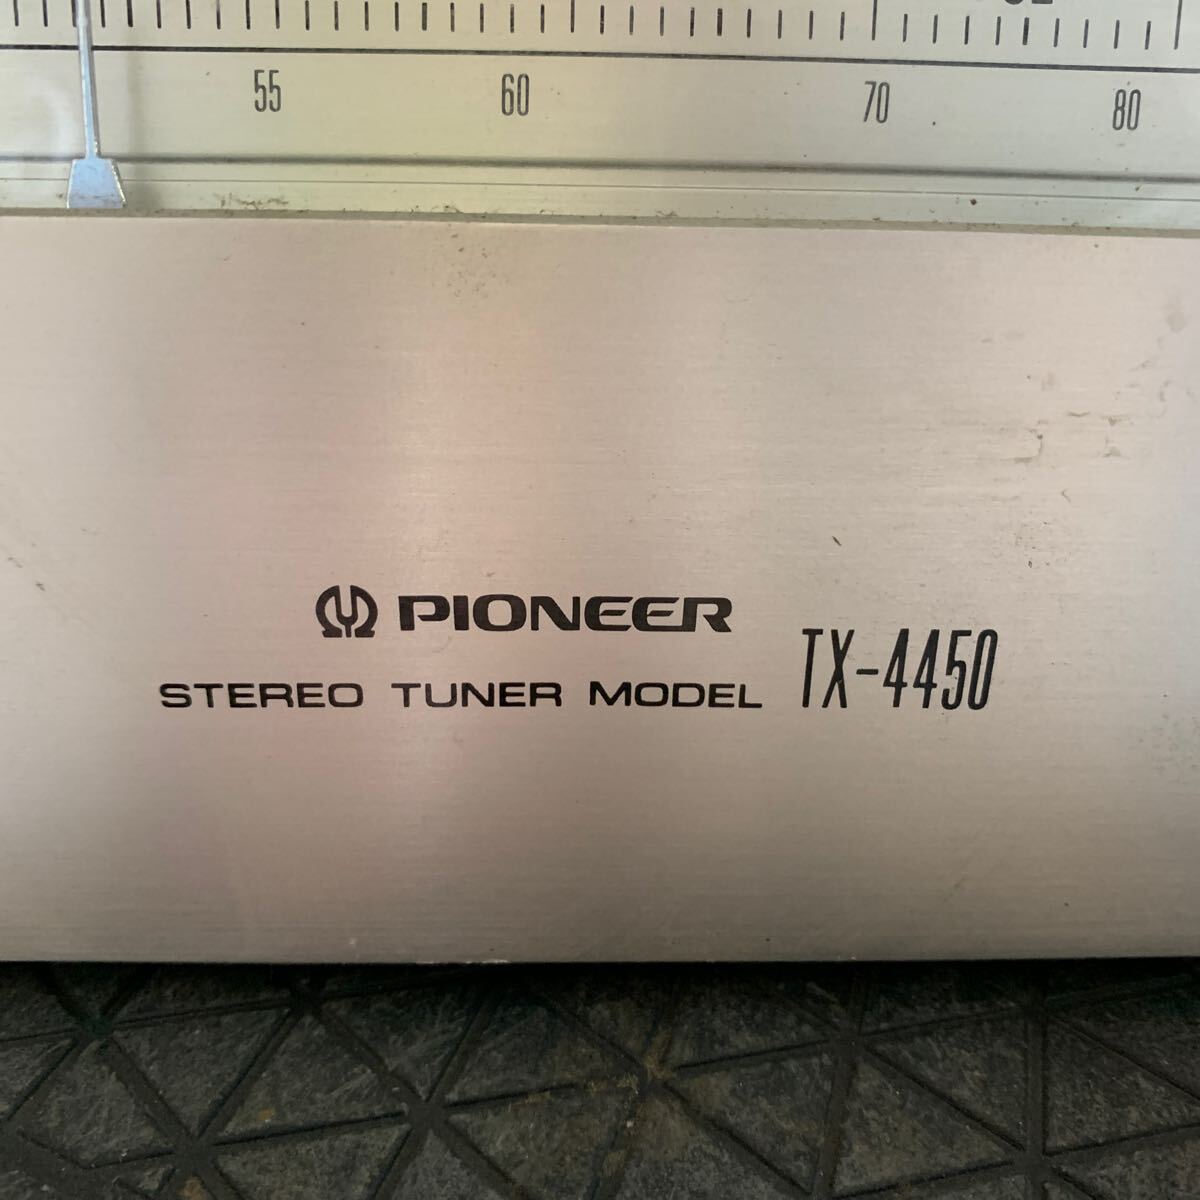 55 60 70 80
PIONEER
STEREO TUNER MODEL TX-4450